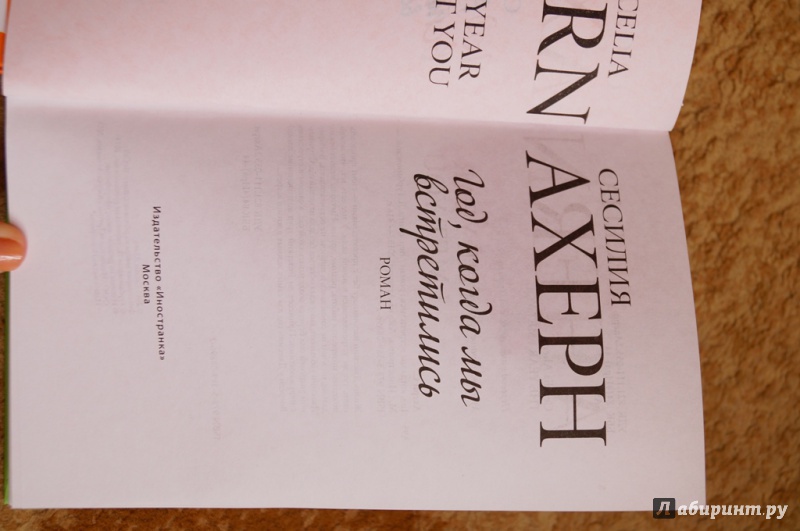 CELIA
RN
YEAR
T YOU
СЕСИЛИЯ
АХЕРН
Год, когда мы
встретились
РОМАН
Издательство «Иностранка»
Москва
Лабиринт.ру